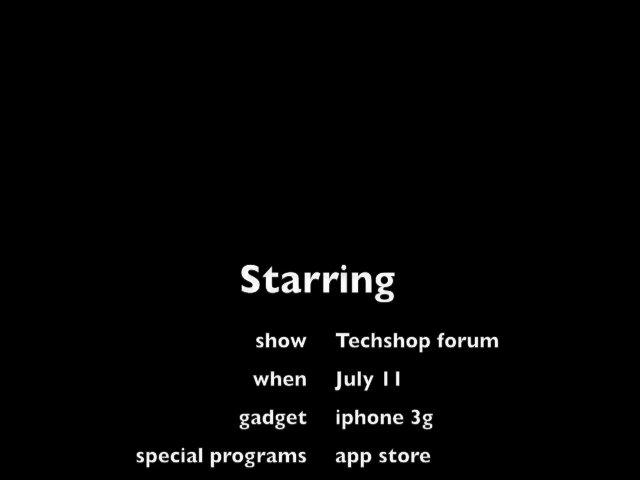 Starring
show Techshop forum
when July 11
gadget iphone 3g
special programs app store